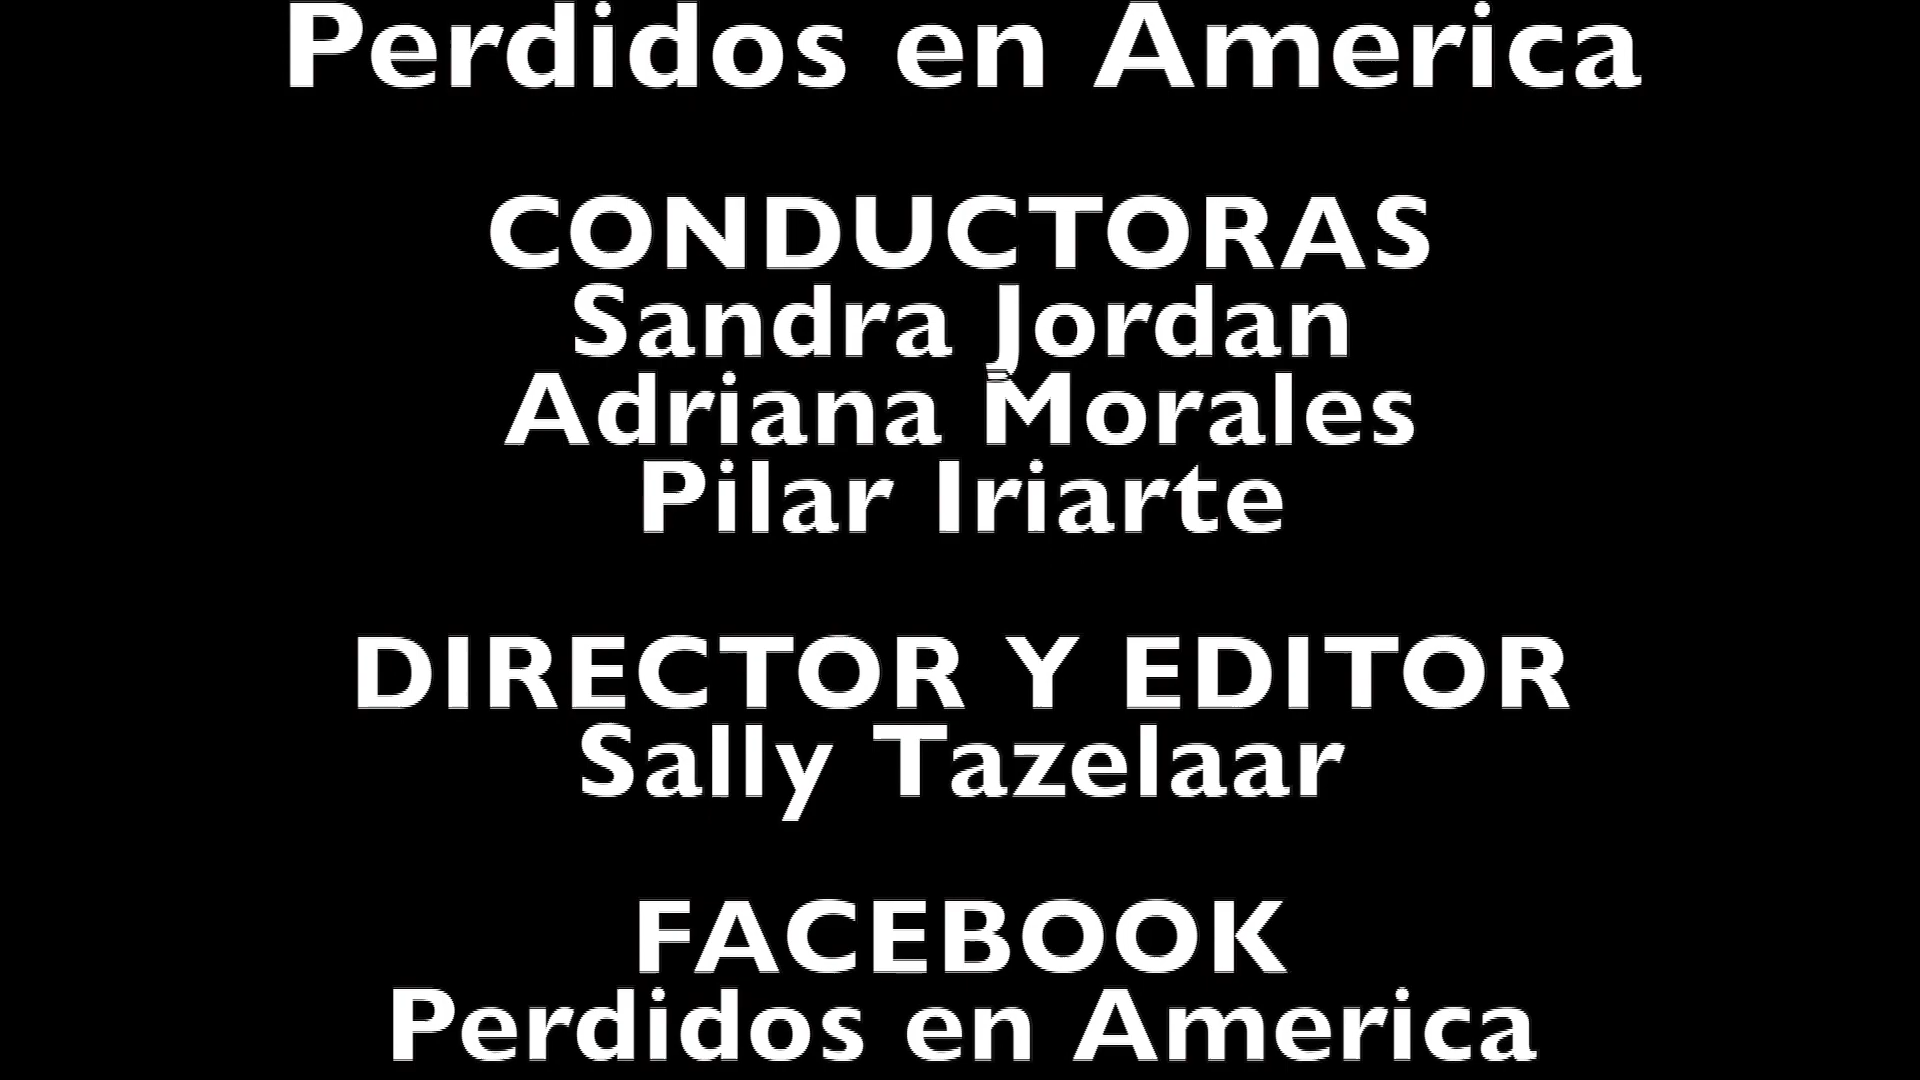 Perdidos en America
CONDUCTORAS
Sandra Jordan
Adriana Morales
Pilar Iriarte
DIRECTOR Y EDITOR
Sally Tazelaar
FACEBOOK
Perdidos en America